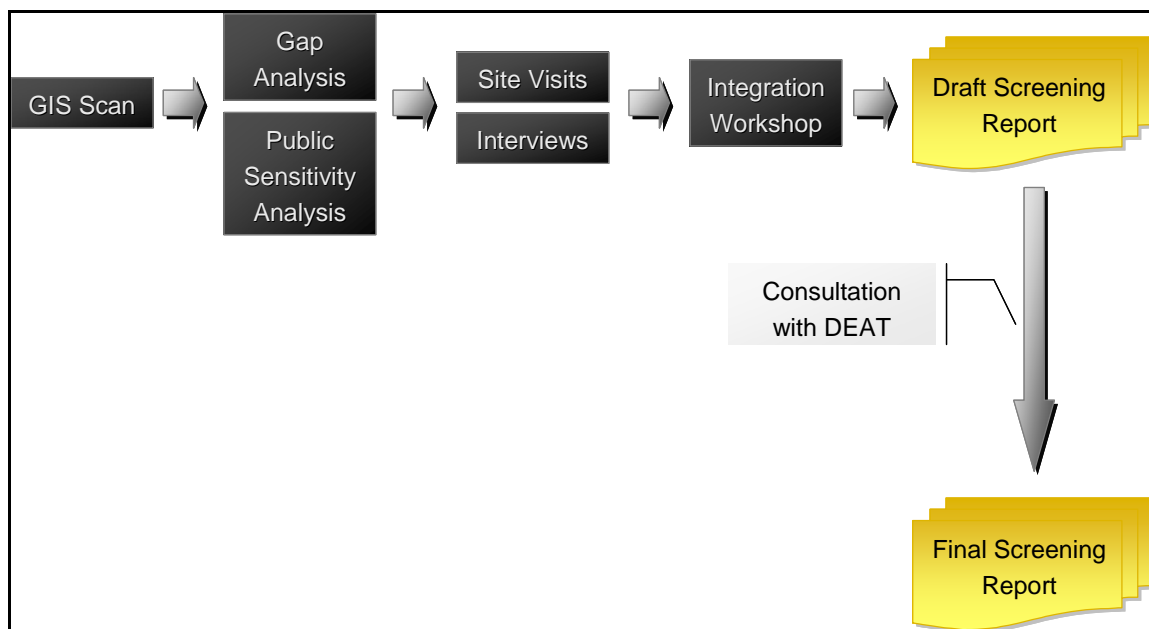 GIS Scan
Gap
Analysis
Public
Sensitivity
Analysis
Site Visits
Interviews
Integration
Workshop
Draft Screening
Report
Consultation
with DEAT
Final Screening
Report